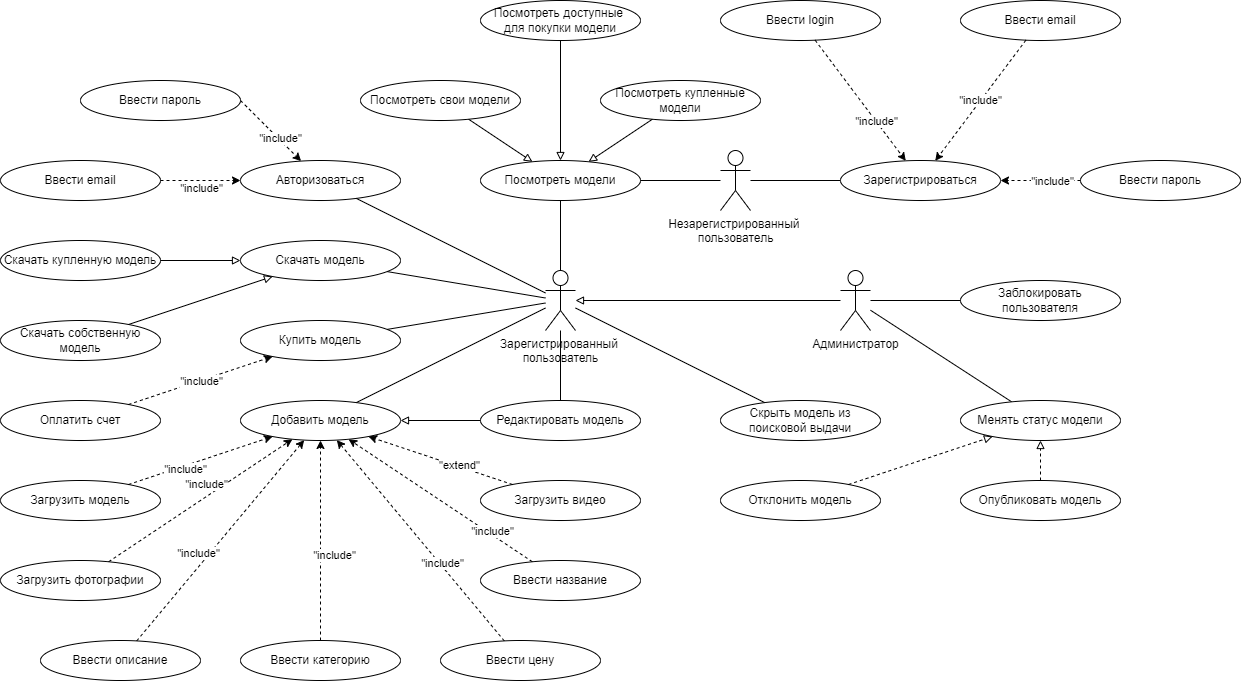 Посмотреть доступные
для покупки модели
Ввести login
Ввести email
Ввести пароль
Посмотреть свои модели
Посмотреть купленные
модели
"include"
"include"
"include"
Ввести email
"include"
Авторизоваться
Посмотреть модели
Зарегистрироваться
"include"
Ввести пароль
Незарегистрированный
пользователь
Скачать купленную модель
Скачать модель
Заблокировать
пользователя
Скачать собственную
модель
Купить модель
Зарегистрированный
пользователь
Администратор
"include"
Оплатить счет
Добавить модель
Редактировать модель
Скрыть модель из
поисковой выдачи
Менять статус модели
"include"
"extend"
"include"
Загрузить модель
Загрузить видео
Отклонить модель
Опубликовать модель
"include"
"include"
"include"
"include"
Загрузить фотографии
Ввести название
Ввести описание
Ввести категорию
Ввести цену